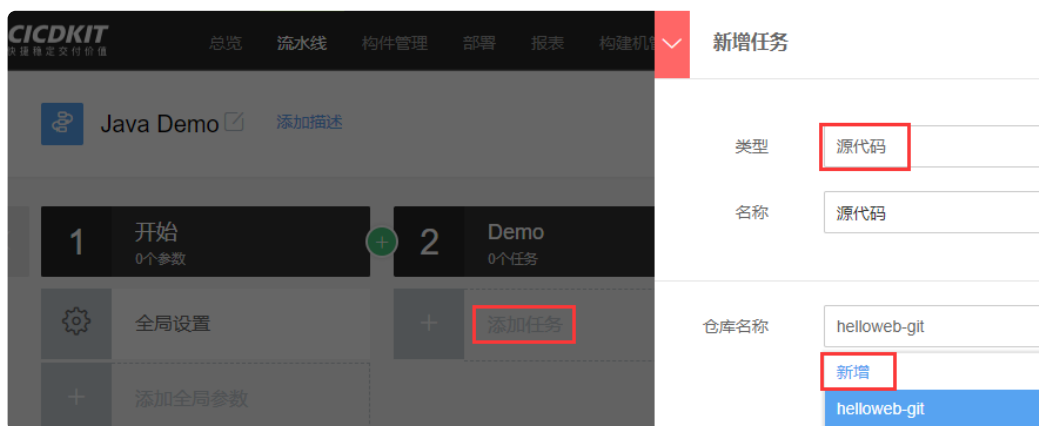 CICDKIT
快捷稳定交付价值
总览 流水线 构件管理 部署 报表 构建机
新增任务
Java Demo 添加描述
类型 源代码
名称 源代码
1 开始
0个参数
2 Demo
0个任务
全局设置
添加任务
添加全局参数
仓库名称 helloweb-git
新增
helloweb-git